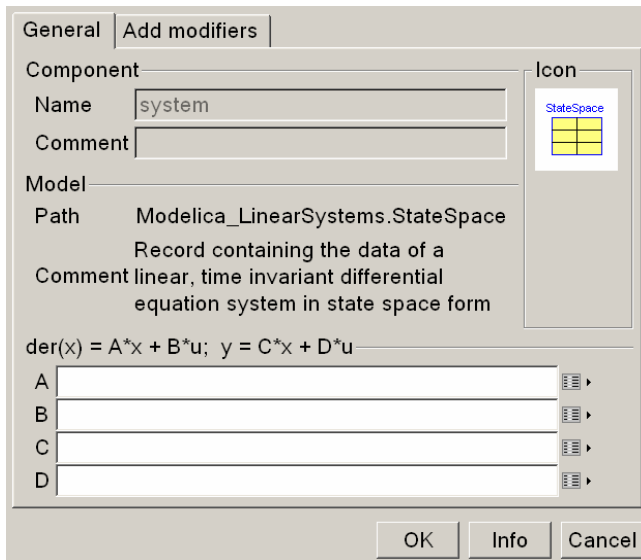 General Add modifiers
Component
Icon
Name system
StateSpace
Comment
Model
Path Modelica_LinearSystems.StateSpace
Record containing the data of a
Comment linear, time invariant differential
equation system in state space form
der(x) = A*x + B*u; y = C*x + D*u
A
B
C
D
OK Info Cancel